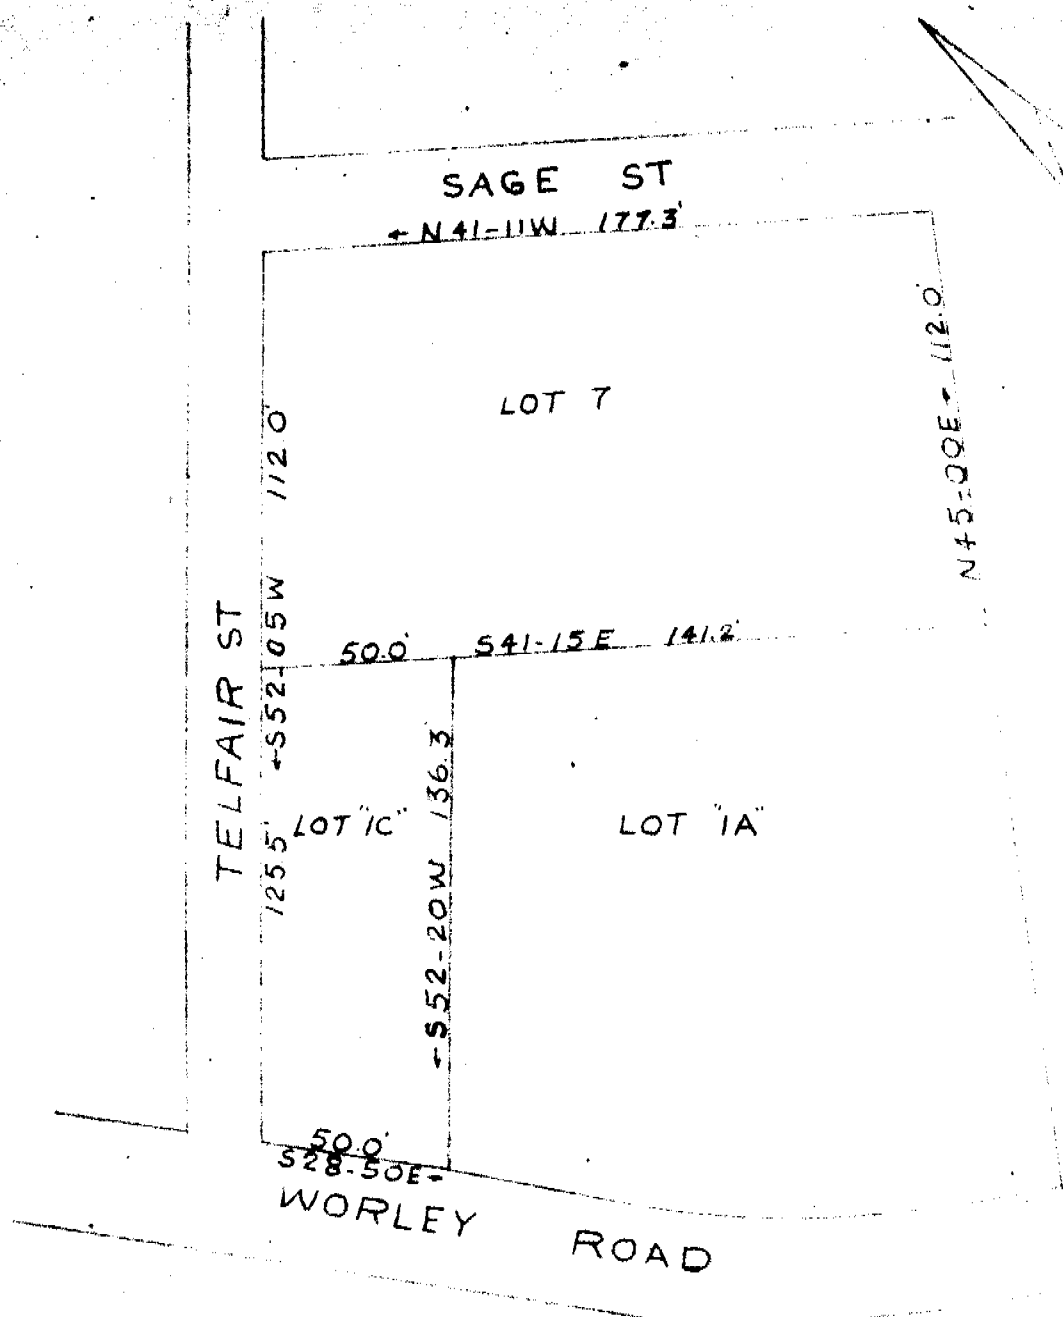 SAGE ST
← N41-11W 177.3'
N45-00E → 112.0'
LOT 7
112.0'
←S52-05W
50.0'
S41-15E 141.2'
TELFAIR ST
←S52-20W 136.3
LOT "1C"
LOT "1A"
125.5'
50.0'
S28-50E→
WORLEY ROAD